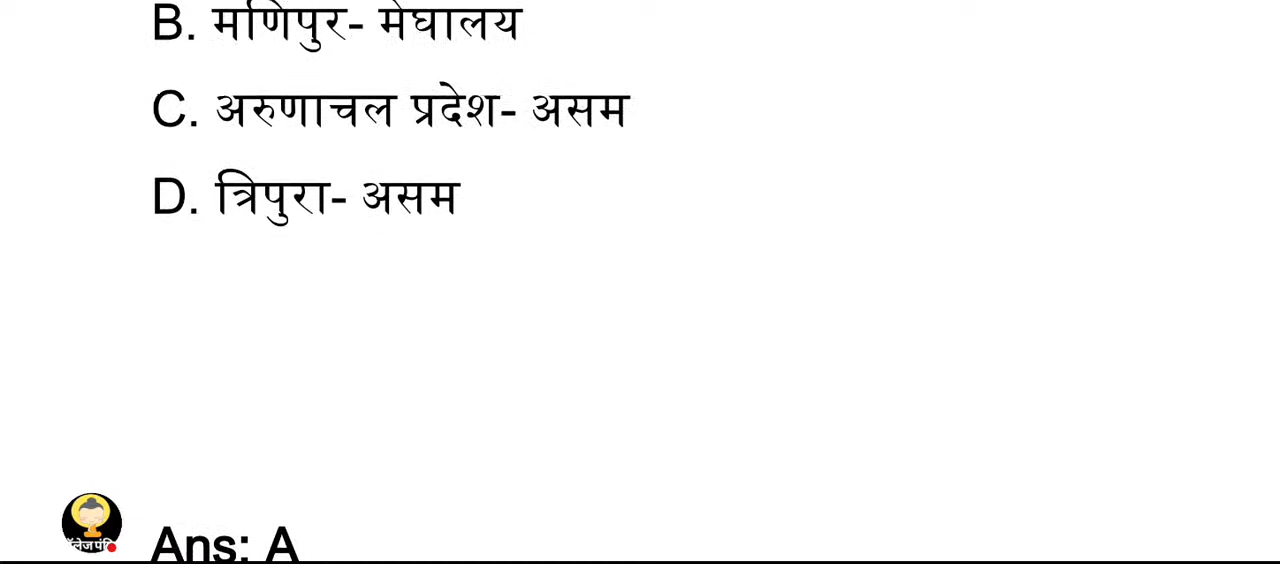 B. मणिपुर- मेघालय
C. अरुणाचल प्रदेश- असम
D. त्रिपुरा- असम
Ans: A